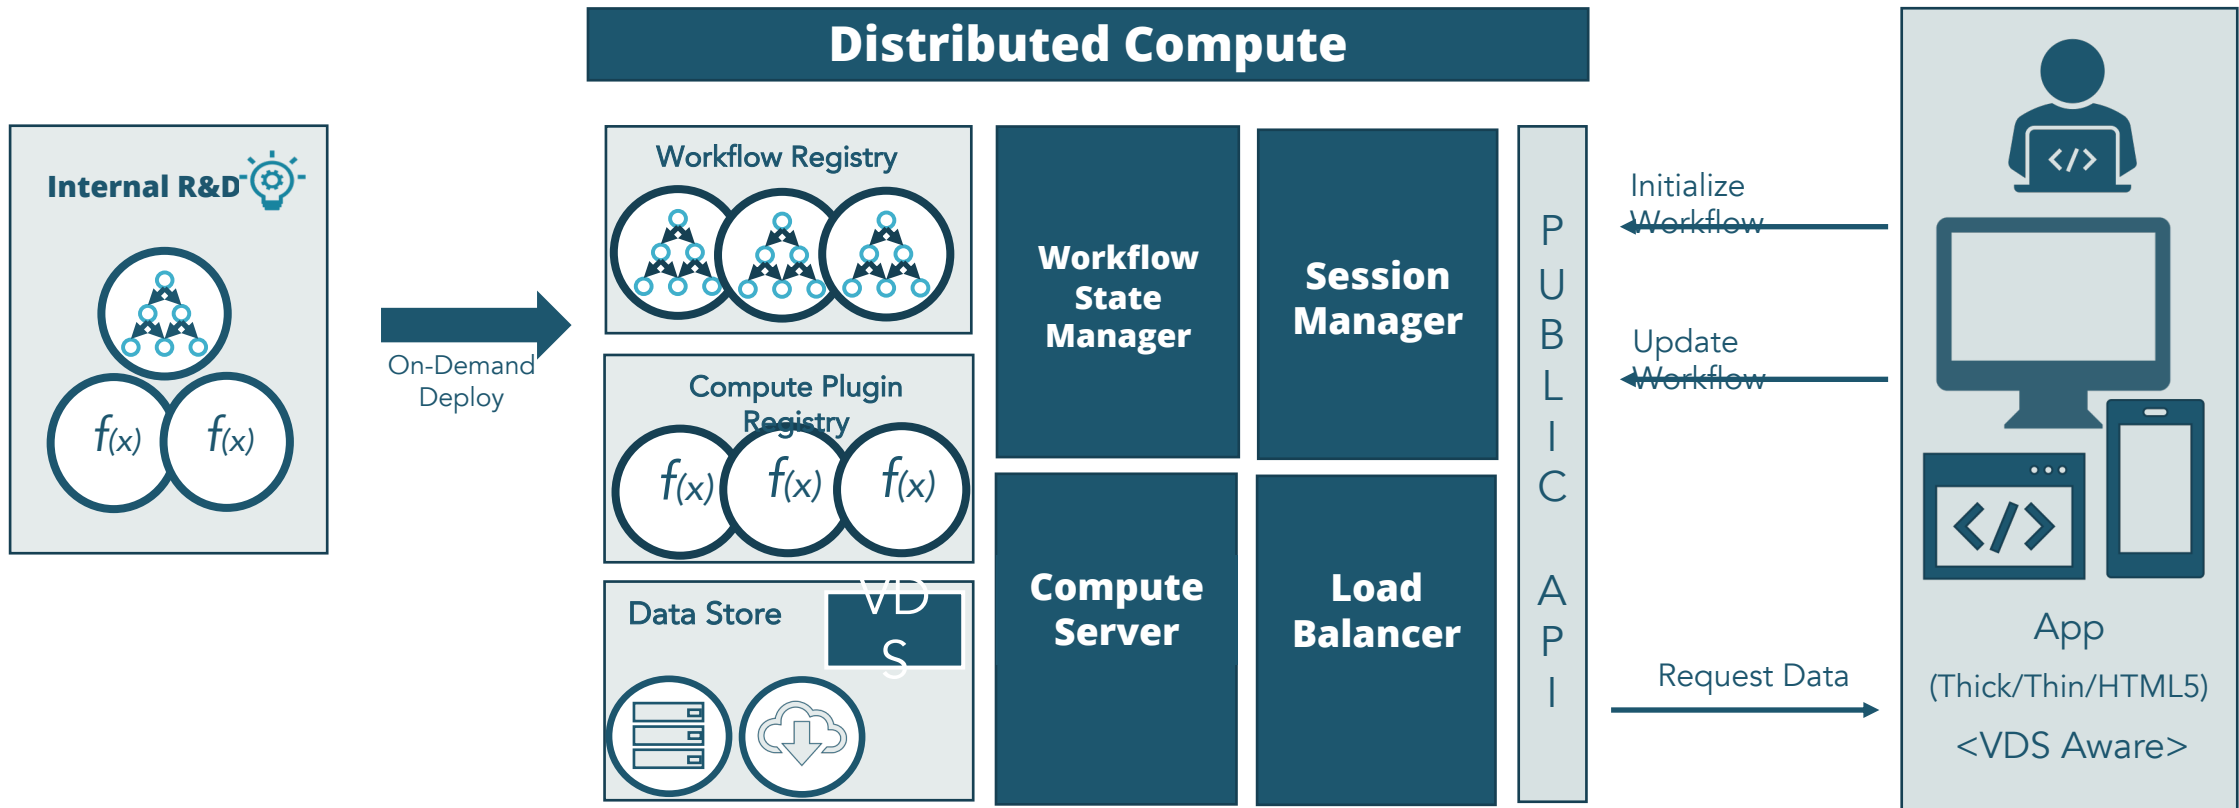 Distributed Compute
Internal R&D
f(x)
f(x)
On-Demand
Deploy
Workflow Registry
Compute Plugin
Registry
f(x)
f(x)
f(x)
Data Store
VD
S
Workflow
State
Manager
Session
Manager
Compute
Server
Load
Balancer
P
U
B
L
I
C
A
P
I
Initialize
Workflow
Update
Workflow
Request Data
</>
</>
App
(Thick/Thin/HTML5)
<VDS Aware>